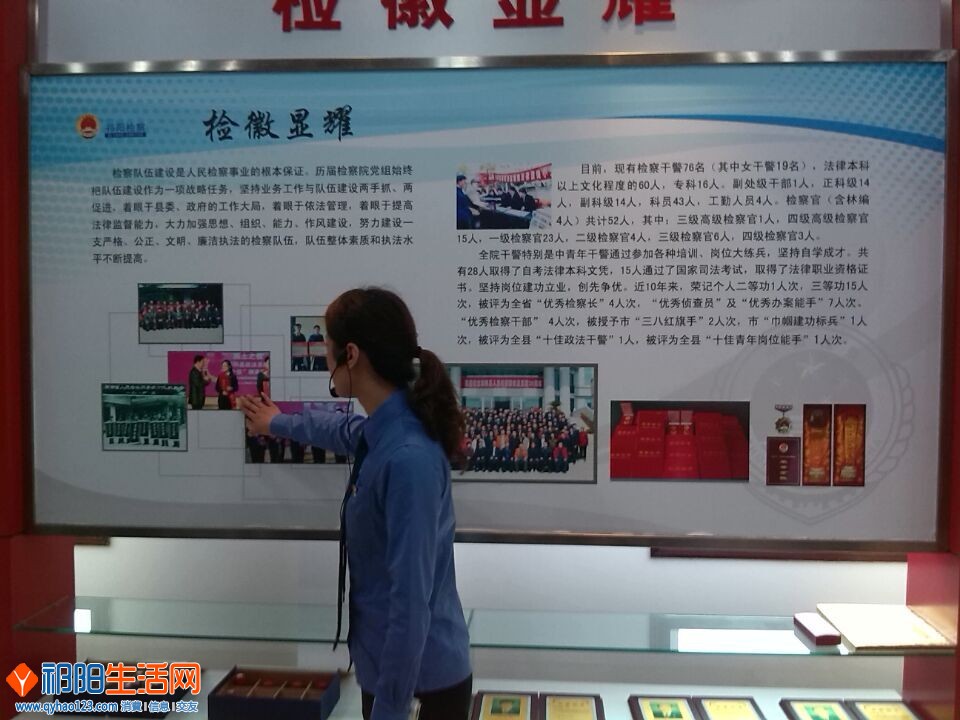 检徽显耀
祁阳检察
检徽显耀
检察队伍建设是人民检察事业的根本保证。历届检察院党组始终
把队伍建设作为一项战略任务，坚持业务工作与队伍建设两手抓、两
促进，着眼于县委、政府的工作大局，着眼于依法管理，着眼于提高
法律监督能力、大力加强思想、组织、能力、作风建设，努力建设一
支严格、公正、文明、廉洁执法的检察队伍，队伍整体素质和执法水
平不断提高。
目前，现有检察干警76名（其中女干警19名），法律本科
以上文化程度的60人，专科16人。副处级干部1人，正科级14
人，副科级14人，科员43人，工勤人员4人。检察官（含林编
4人）共计52人，其中：三级高级检察官1人，四级高级检察官
15人，一级检察官23人，二级检察官4人，三级检察官6人，四级检察官3人。
全院干警特别是中青年干警通过参加各种培训、岗位大练兵，坚持自学成才。共
有28人取得了自考法律本科文凭，15人通过了国家司法考试，取得了法律职业资格证
书。坚持岗位建功立业，创先争优。近10年来，荣记个人二等功1人次，三等功15人
次，被评为全省“优秀检察长”4人次，“优秀侦查员”及“优秀办案能手”7人次。
“优秀检察干部” 4人次，被授予市“三八红旗手”2人次，市“巾帼建功标兵”1人
次，被评为全县“十佳政法干警”1人，被评为全县“十佳青年岗位能手”1人次。
祁阳生活网
www.qyhao123.com 消费|信息|交友